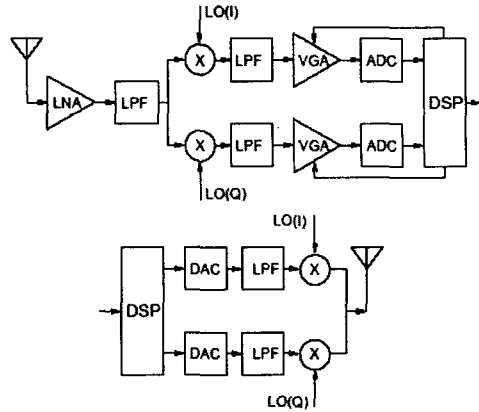 LO(I)
X LPF VGA ADC
LNA LPF DSP
X LPF VGA ADC
LO(Q)
LO(I)
DAC LPF X
DSP
DAC LPF X
LO(Q)